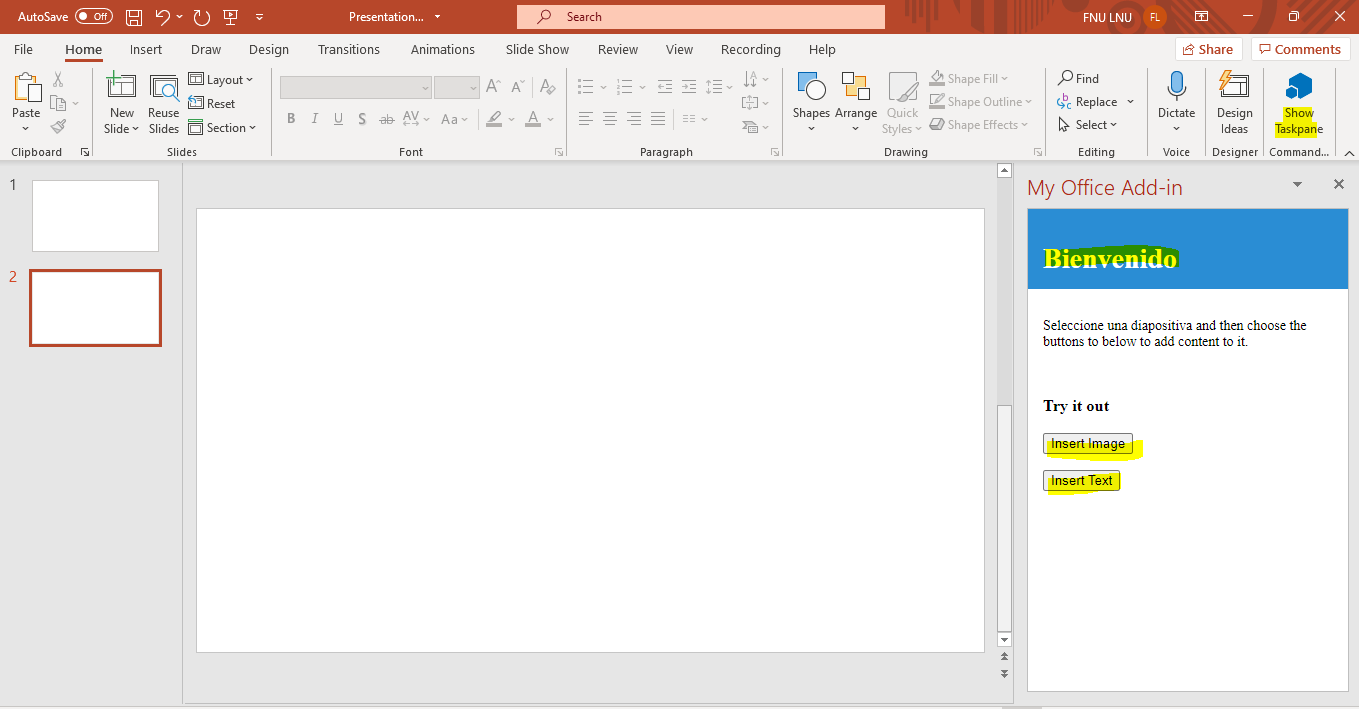 AutoSave Off Presentation... Search FNU LNU FL
File Home Insert Draw Design Transitions Animations Slide Show Review View Recording Help Share Comments
Paste
Clipboard
New Slide
Reuse Slides
Layout
Reset
Section
Slides
B I U S ab AV Aa A
Font
Paragraph
Shapes
Arrange
Quick Styles
Shape Fill
Shape Outline
Shape Effects
Drawing
Find
Replace
Select
Editing
Dictate
Voice
Design Ideas
Designer
Show Taskpane
Command...
1
2
My Office Add-in
Bienvenido
Seleccione una diapositiva and then choose the
buttons to below to add content to it.
Try it out
Insert Image
Insert Text